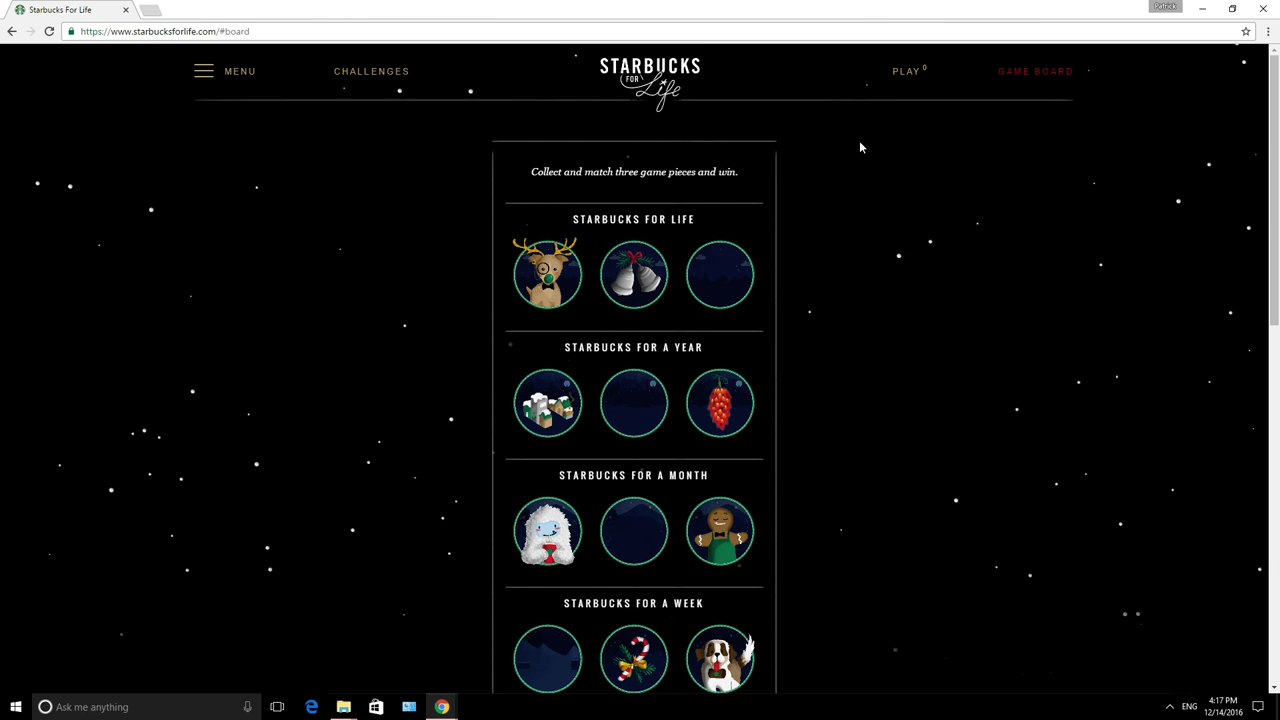 Starbucks For Life
Patrick
https://www.starbucksforlife.com/#board
MENU
CHALLENGES
STARBUCKS
FOR
Life
PLAY 0
GAME BOARD
Collect and match three game pieces and win.
STARBUCKS FOR LIFE
STARBUCKS FOR A YEAR
STARBUCKS FOR A MONTH
STARBUCKS FOR A WEEK
Ask me anything
ENG
4:17 PM
12/14/2016